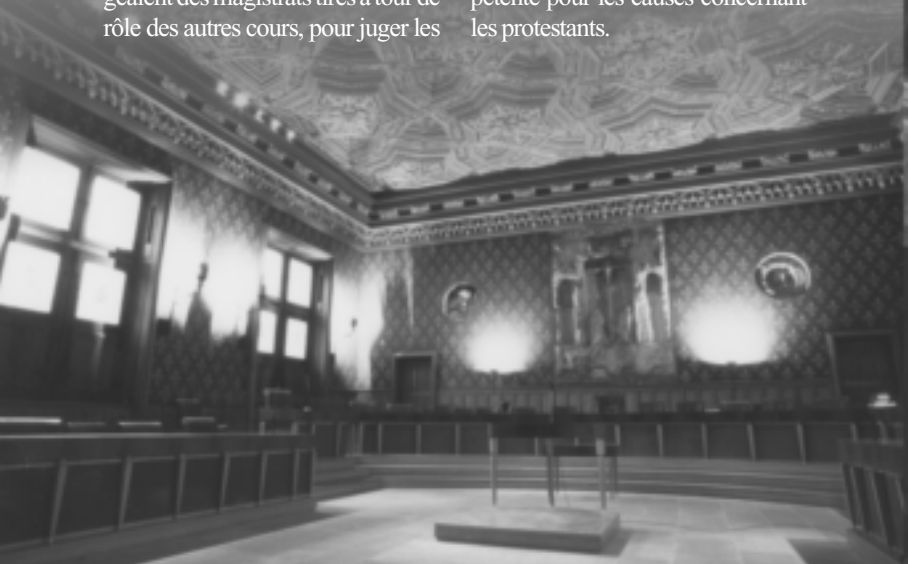 geaient des magistrats tirés à tour de
rôle des autres cours, pour juger les
pétente pour les causes concernant
les protestants.